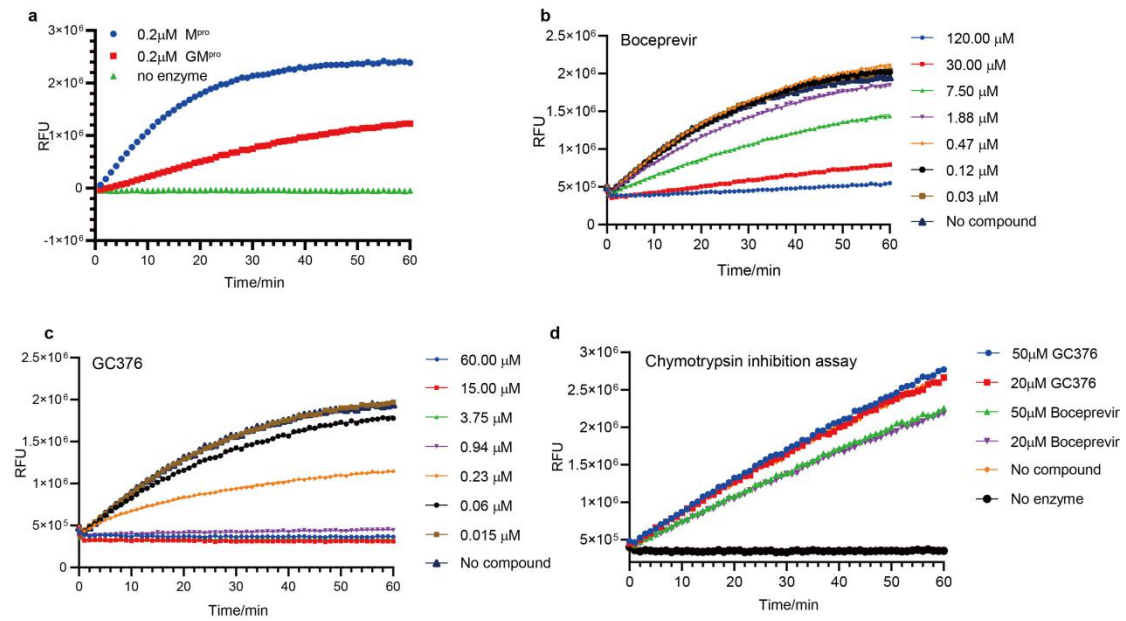 a
3×10⁶
2×10⁶
1×10⁶
0
-1×10⁶
RFU
0 10 20 30 40 50 60
Time/min
0.2μM Mᵖʳᵒ
0.2μM GMᵖʳᵒ
no enzyme
b
Boceprevir
2.5×10⁶
2×10⁶
1.5×10⁶
1×10⁶
5×10⁵
0
RFU
0 10 20 30 40 50 60
Time/min
120.00 μM
30.00 μM
7.50 μM
1.88 μM
0.47 μM
0.12 μM
0.03 μM
No compound
c
GC376
2.5×10⁶
2×10⁶
1.5×10⁶
1×10⁶
5×10⁵
0
RFU
0 10 20 30 40 50 60
Time/min
60.00 μM
15.00 μM
3.75 μM
0.94 μM
0.23 μM
0.06 μM
0.015 μM
No compound
d
Chymotrypsin inhibition assay
3×10⁶
2.5×10⁶
2×10⁶
1.5×10⁶
1×10⁶
5×10⁵
RFU
0 10 20 30 40 50 60
Time/min
50μM GC376
20μM GC376
50μM Boceprevir
20μM Boceprevir
No compound
No enzyme